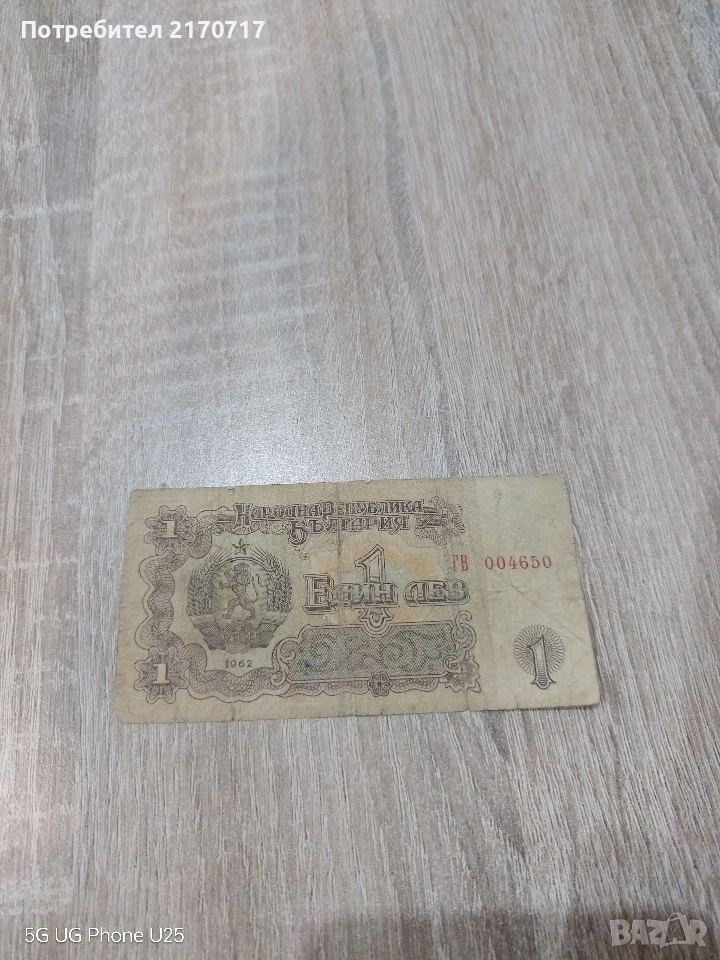 Потребител 2170717
1
НАРОДНА РЕПУБЛИКА
БЪЛГАРИЯ
ГВ 004650
1
ЕДИН ЛЕВ
1962
1
1
5G UG Phone U25
BAZAR